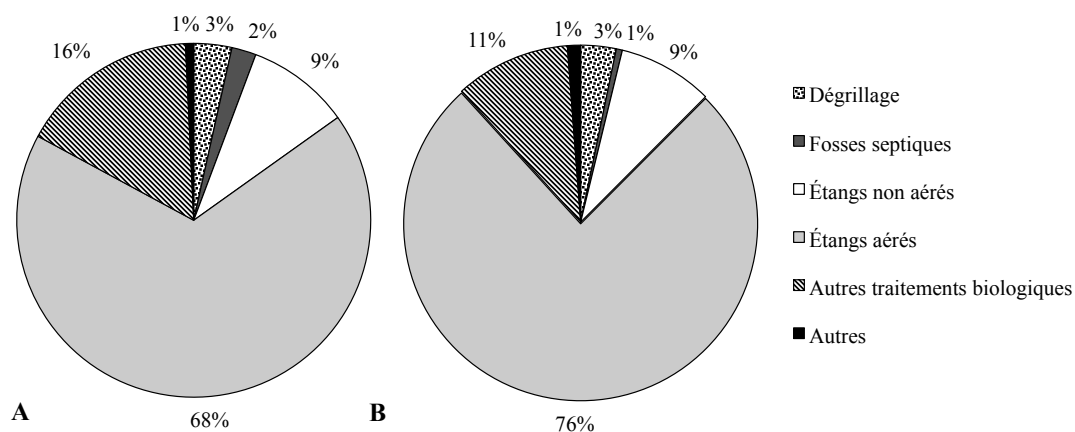 1% 3%
2%
16%
9%
68%
A
1%
3% 1%
11%
9%
76%
B
Dégrillage
Fosses septiques
Étangs non aérés
Étangs aérés
Autres traitements biologiques
Autres